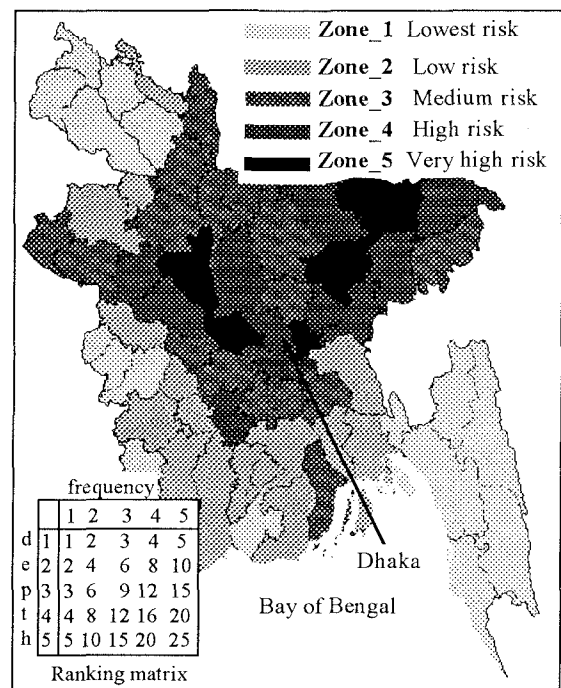 Zone_1 Lowest risk
Zone_2 Low risk
Zone_3 Medium risk
Zone_4 High risk
Zone_5 Very high risk
frequency
1 2 3 4 5
d 1 1 2 3 4 5
e 2 2 4 6 8 10
p 3 3 6 9 12 15
t 4 4 8 12 16 20
h 5 5 10 15 20 25
Ranking matrix
Dhaka
Bay of Bengal